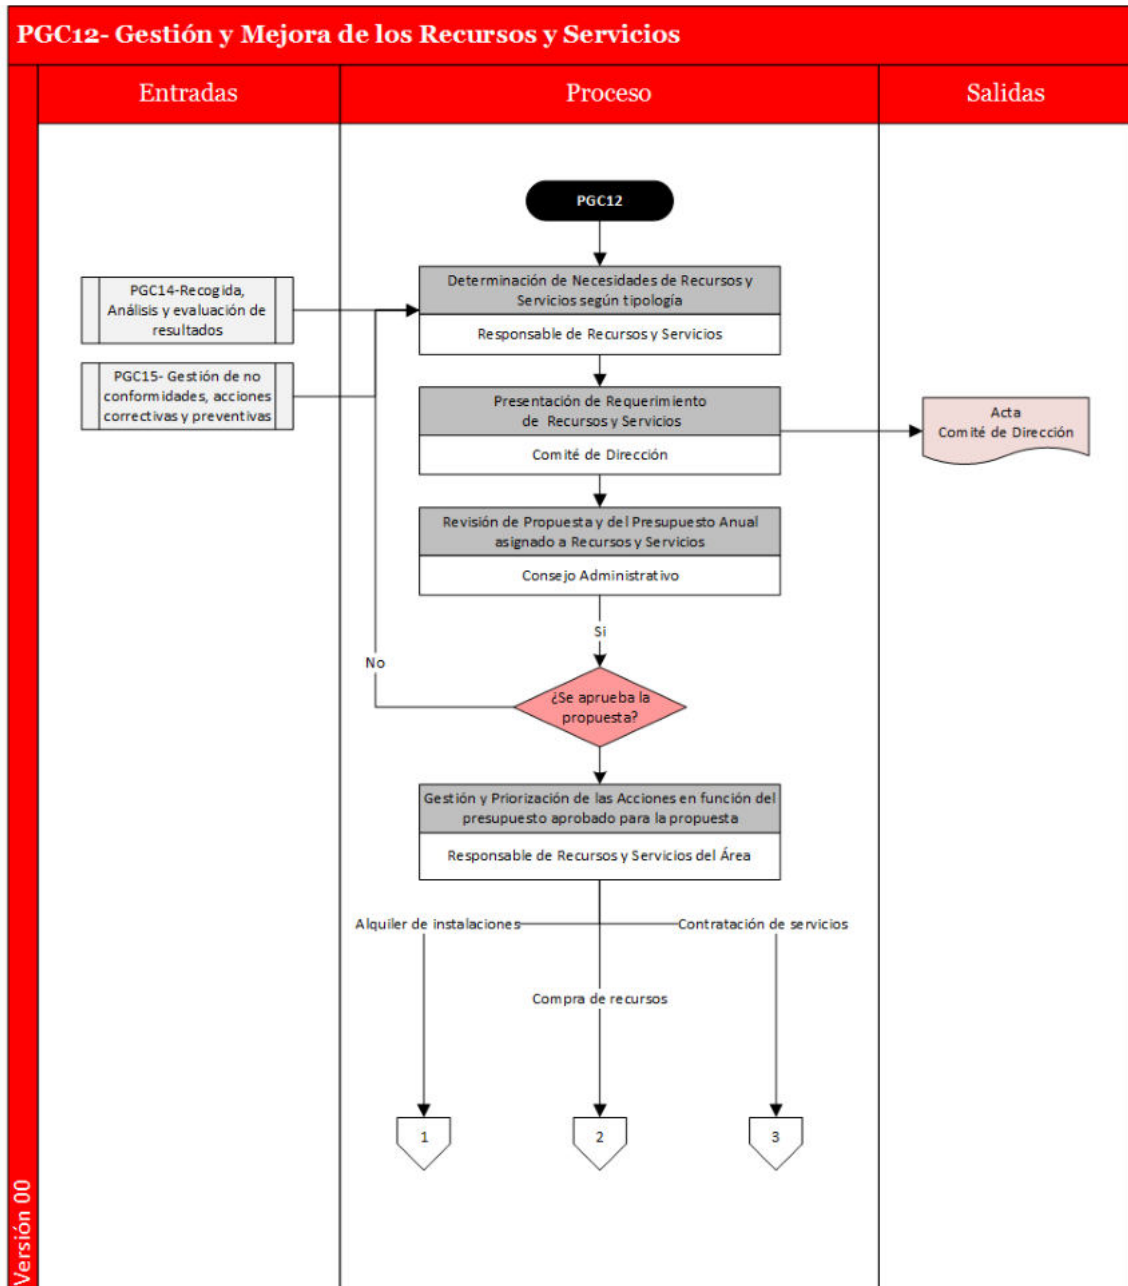 PGC12- Gestión y Mejora de los Recursos y Servicios
Entradas
Proceso
Salidas
PGC12
Determinación de Necesidades de Recursos y
Servicios según tipología
Responsable de Recursos y Servicios
PGC14-Recogida,
Análisis y evaluación de
resultados
PGC15- Gestión de no
conformidades, acciones
correctivas y preventivas
Presentación de Requerimiento
de Recursos y Servicios
Comité de Dirección
Acta
Comité de Dirección
Revisión de Propuesta y del Presupuesto Anual
asignado a Recursos y Servicios
Consejo Administrativo
Si
No
¿Se aprueba la
propuesta?
Gestión y Priorización de las Acciones en función del
presupuesto aprobado para la propuesta
Responsable de Recursos y Servicios del Área
Alquiler de instalaciones
Contratación de servicios
Compra de recursos
1
2
3
Versión 00